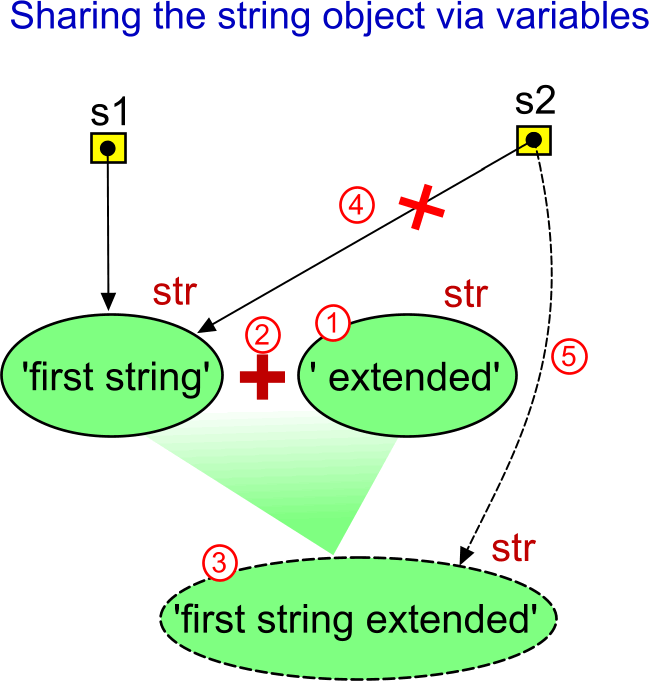 Sharing the string object via variables
s1
s2
④
str
str
②
①
'first string'
+
' extended'
⑤
str
③
'first string extended'